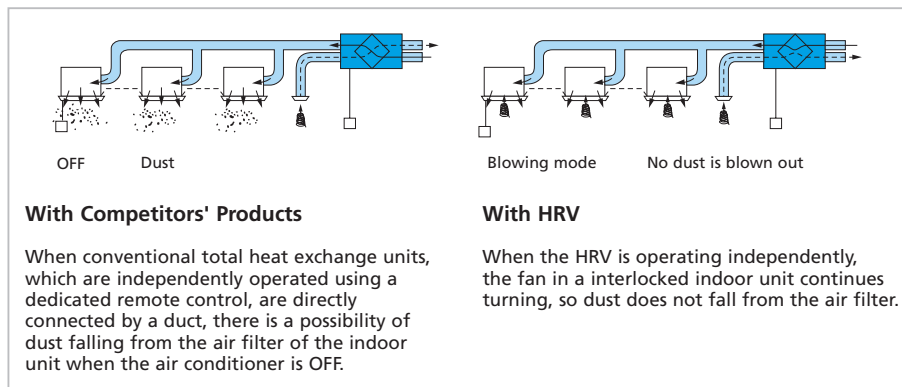 OFF
Dust
With Competitors' Products
When conventional total heat exchange units,
which are independently operated using a
dedicated remote control, are directly
connected by a duct, there is a possibility of
dust falling from the air filter of the indoor
unit when the air conditioner is OFF.
Blowing mode
No dust is blown out
With HRV
When the HRV is operating independently,
the fan in a interlocked indoor unit continues
turning, so dust does not fall from the air filter.